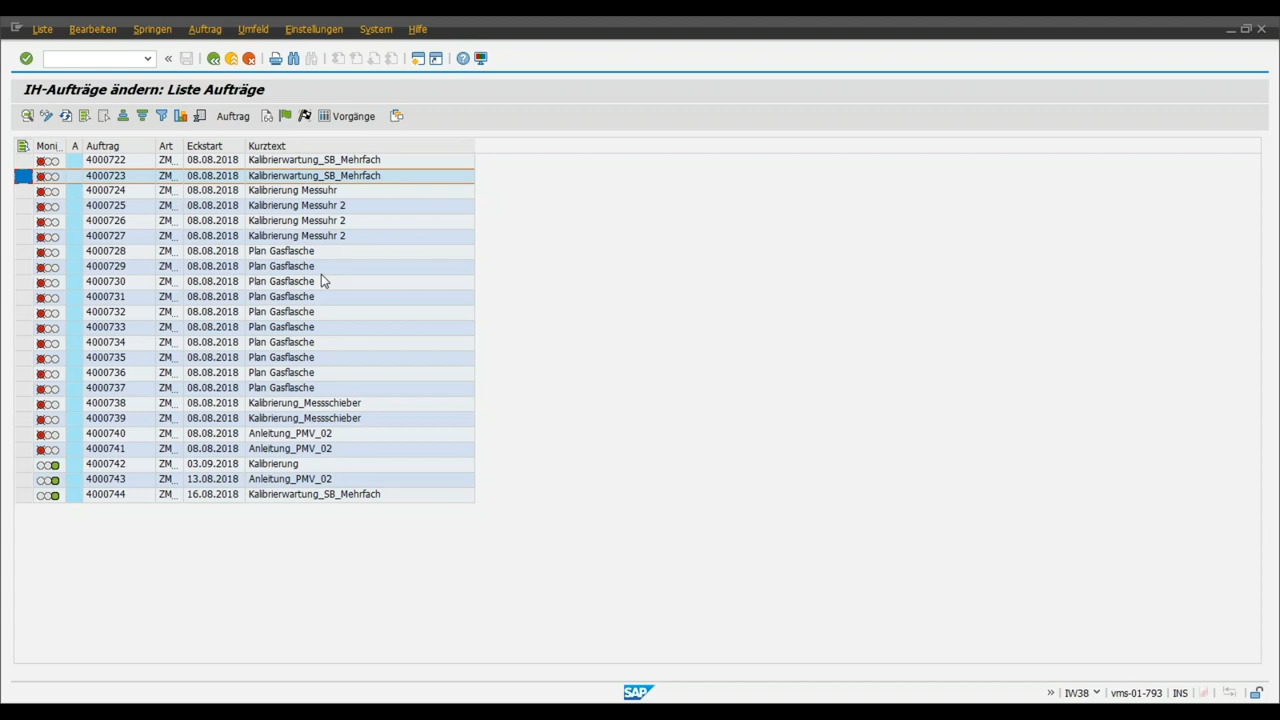 Liste Bearbeiten Springen Auftrag Umfeld Einstellungen System Hilfe
«
IH-Aufträge ändern: Liste Aufträge
Auftrag Vorgänge
Moni.. A Auftrag Art Eckstart Kurztext
4000722 ZM.. 08.08.2018 Kalibrierwartung_SB_Mehrfach
4000723 ZM.. 08.08.2018 Kalibrierwartung_SB_Mehrfach
4000724 ZM.. 08.08.2018 Kalibrierung Messuhr
4000725 ZM.. 08.08.2018 Kalibrierung Messuhr 2
4000726 ZM.. 08.08.2018 Kalibrierung Messuhr 2
4000727 ZM.. 08.08.2018 Kalibrierung Messuhr 2
4000728 ZM.. 08.08.2018 Plan Gasflasche
4000729 ZM.. 08.08.2018 Plan Gasflasche
4000730 ZM.. 08.08.2018 Plan Gasflasche
4000731 ZM.. 08.08.2018 Plan Gasflasche
4000732 ZM.. 08.08.2018 Plan Gasflasche
4000733 ZM.. 08.08.2018 Plan Gasflasche
4000734 ZM.. 08.08.2018 Plan Gasflasche
4000735 ZM.. 08.08.2018 Plan Gasflasche
4000736 ZM.. 08.08.2018 Plan Gasflasche
4000737 ZM.. 08.08.2018 Plan Gasflasche
4000738 ZM.. 08.08.2018 Kalibrierung_Messschieber
4000739 ZM.. 08.08.2018 Kalibrierung_Messschieber
4000740 ZM.. 08.08.2018 Anleitung_PMV_02
4000741 ZM.. 08.08.2018 Anleitung_PMV_02
4000742 ZM.. 03.09.2018 Kalibrierung
4000743 ZM.. 13.08.2018 Anleitung_PMV_02
4000744 ZM.. 16.08.2018 Kalibrierwartung_SB_Mehrfach
SAP » IW38 vms-01-793 INS